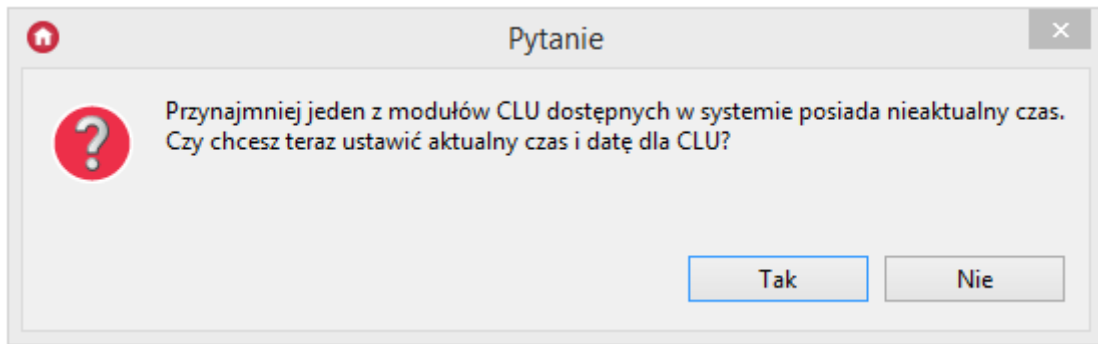 Pytanie
Przynajmniej jeden z modułów CLU dostępnych w systemie posiada nieaktualny czas.
Czy chcesz teraz ustawić aktualny czas i datę dla CLU?
Tak
Nie